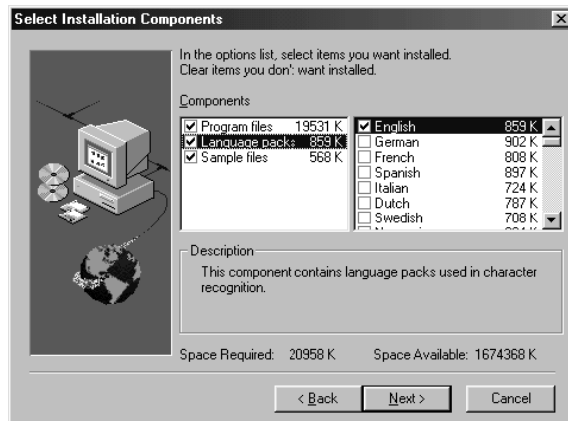 Select Installation Components
In the options list, select items you want installed.
Clear items you don': want installed.
Components
Program files 19531 K
Language packs 859 K
Sample files 568 K
English 859 K
German 902 K
French 808 K
Spanish 897 K
Italian 724 K
Dutch 787 K
Swedish 708 K
Description
This component contains language packs used in character
recognition.
Space Required: 20958 K Space Available: 1674368 K
< Back Next > Cancel